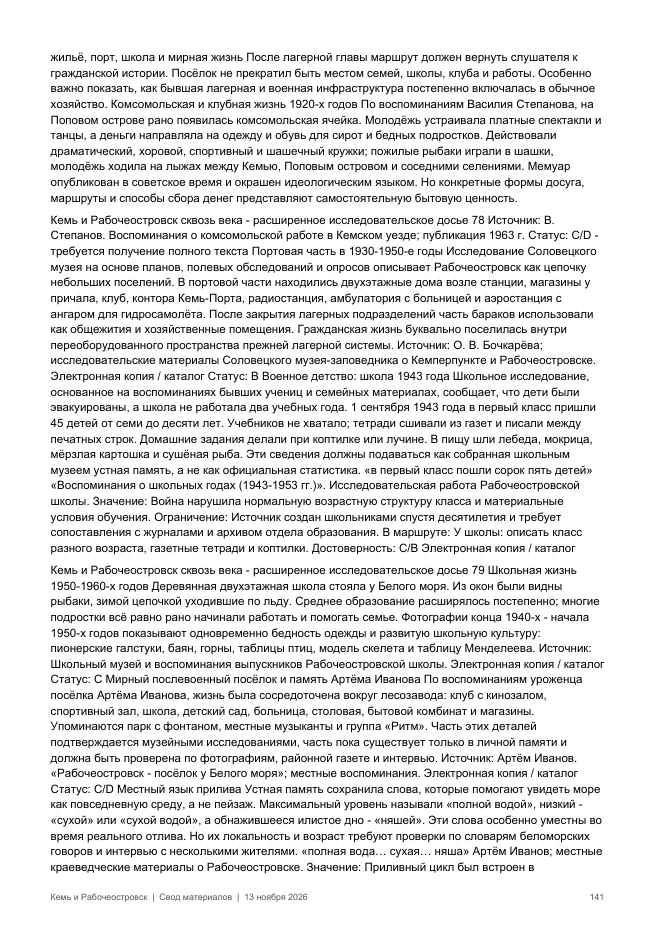 жильё, порт, школа и мирная жизнь После лагерной главы маршрут должен вернуть слушателя к
гражданской истории. Посёлок не прекратил быть местом семей, школы, клуба и работы. Особенно
важно показать, как бывшая лагерная и военная инфраструктура постепенно включалась в обычное
хозяйство. Комсомольская и клубная жизнь 1920-х годов По воспоминаниям Василия Степанова, на
Поповом острове рано появилась комсомольская ячейка. Молодёжь устраивала платные спектакли и
танцы, а деньги направляла на одежду и обувь для сирот и бедных подростков. Действовали
драматический, хоровой, спортивный и шашечный кружки; пожилые рыбаки играли в шашки,
молодёжь ходила на лыжах между Кемью, Поповым островом и соседними селениями. Мемуар
опубликован в советское время и окрашен идеологическим языком. Но конкретные формы досуга,
маршруты и способы сбора денег представляют самостоятельную бытовую ценность.
Кемь и Рабочеостровск сквозь века - расширенное исследовательское досье 78 Источник: В.
Степанов. Воспоминания о комсомольской работе в Кемском уезде; публикация 1963 г. Статус: C/D -
требуется получение полного текста Портовая часть в 1930-1950-е годы Исследование Соловецкого
музея на основе планов, полевых обследований и опросов описывает Рабочеостровск как цепочку
небольших поселений. В портовой части находились двухэтажные дома возле станции, магазины у
причала, клуб, контора Кемь-Порта, радиостанция, амбулатория с больницей и аэростанция с
ангаром для гидросамолёта. После закрытия лагерных подразделений часть бараков использовали
как общежития и хозяйственные помещения. Гражданская жизнь буквально поселилась внутри
переоборудованного пространства прежней лагерной системы. Источник: О. В. Бочкарёва;
исследовательские материалы Соловецкого музея-заповедника о Кемперпункте и Рабочеостровске.
Электронная копия / каталог Статус: B Военное детство: школа 1943 года Школьное исследование,
основанное на воспоминаниях бывших учениц и семейных материалах, сообщает, что дети были
эвакуированы, а школа не работала два учебных года. 1 сентября 1943 года в первый класс пришли
45 детей от семи до десяти лет. Учебников не хватало; тетради сшивали из газет и писали между
печатных строк. Домашние задания делали при коптилке или лучине. В пищу шли лебеда, мокрица,
мёрзлая картошка и сушёная рыба. Эти сведения должны подаваться как собранная школьным
музеем устная память, а не как официальная статистика. «в первый класс пошли сорок пять детей»
«Воспоминания о школьных годах (1943-1953 гг.)». Исследовательская работа Рабочеостровской
школы. Значение: Война нарушила нормальную возрастную структуру класса и материальные
условия обучения. Ограничение: Источник создан школьниками спустя десятилетия и требует
сопоставления с журналами и архивом отдела образования. В маршруте: У школы: описать класс
разного возраста, газетные тетради и коптилки. Достоверность: C/B Электронная копия / каталог
Кемь и Рабочеостровск сквозь века - расширенное исследовательское досье 79 Школьная жизнь
1950-1960-х годов Деревянная двухэтажная школа стояла у Белого моря. Из окон были видны
рыбаки, зимой цепочкой уходившие по льду. Среднее образование расширялось постепенно; многие
подростки всё равно рано начинали работать и помогать семье. Фотографии конца 1940-х - начала
1950-х годов показывают одновременно бедность одежды и развитую школьную культуру:
пионерские галстуки, баян, горны, таблицы птиц, модель скелета и таблицу Менделеева. Источник:
Школьный музей и воспоминания выпускников Рабочеостровской школы. Электронная копия / каталог
Статус: C Мирный послевоенный посёлок и память Артёма Иванова По воспоминаниям уроженца
посёлка Артёма Иванова, жизнь была сосредоточена вокруг лесозавода: клуб с кинозалом,
спортивный зал, школа, детский сад, больница, столовая, бытовой комбинат и магазины.
Упоминаются парк с фонтаном, местные музыканты и группа «Ритм». Часть этих деталей
подтверждается музейными исследованиями, часть пока существует только в личной памяти и
должна быть проверена по фотографиям, районной газете и интервью. Источник: Артём Иванов.
«Рабочеостровск - посёлок у Белого моря»; местные воспоминания. Электронная копия / каталог
Статус: C/D Местный язык прилива Устная память сохранила слова, которые помогают увидеть море
как повседневную среду, а не пейзаж. Максимальный уровень называли «полной водой», низкий -
«сухой» или «сухой водой», а обнажившееся илистое дно - «няшей». Эти слова особенно уместны во
время реального отлива. Но их локальность и возраст требуют проверки по словарям беломорских
говоров и интервью с несколькими жителями. «полная вода… сухая… няша» Артём Иванов; местные
краеведческие материалы о Рабочеостровске. Значение: Приливный цикл был встроен в
Кемь и Рабочеостровск | Свод материалов | 13 ноября 2026 141